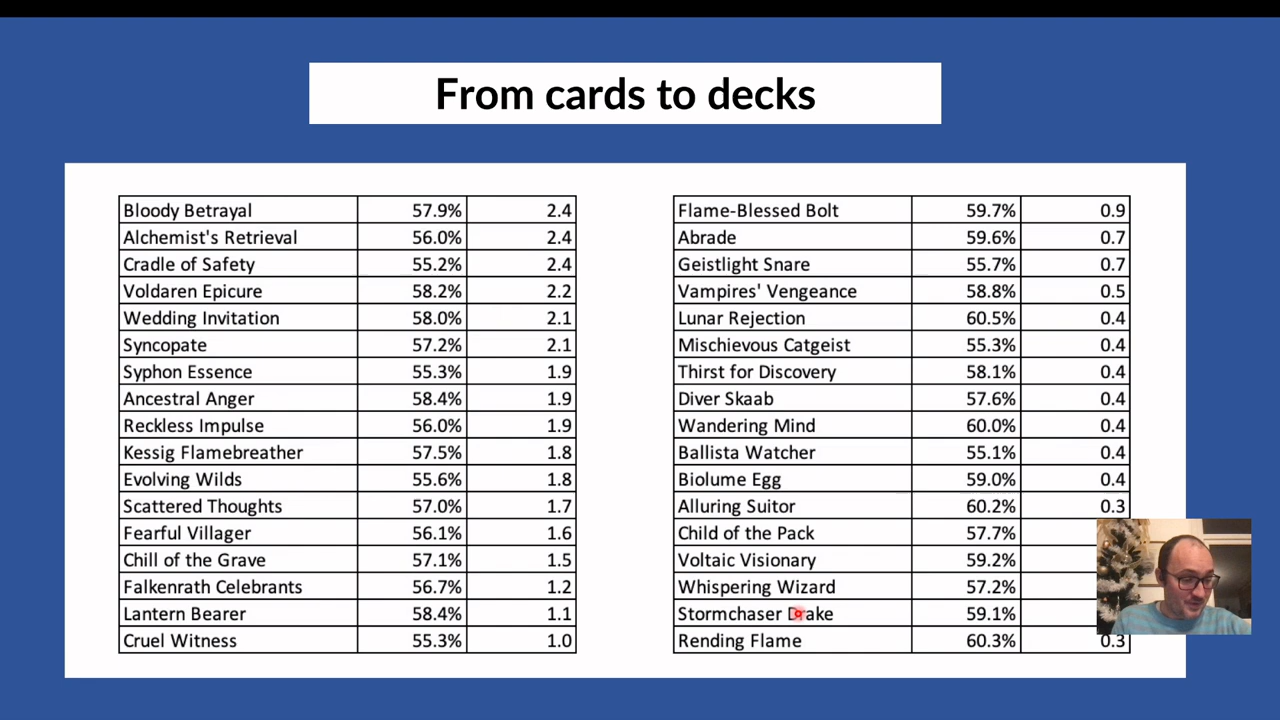 From cards to decks
Bloody Betrayal 57.9% 2.4
Alchemist's Retrieval 56.0% 2.4
Cradle of Safety 55.2% 2.4
Voldaren Epicure 58.2% 2.2
Wedding Invitation 58.0% 2.1
Syncopate 57.2% 2.1
Syphon Essence 55.3% 1.9
Ancestral Anger 58.4% 1.9
Reckless Impulse 56.0% 1.9
Kessig Flamebreather 57.5% 1.8
Evolving Wilds 55.6% 1.8
Scattered Thoughts 57.0% 1.7
Fearful Villager 56.1% 1.6
Chill of the Grave 57.1% 1.5
Falkenrath Celebrants 56.7% 1.2
Lantern Bearer 58.4% 1.1
Cruel Witness 55.3% 1.0
Flame-Blessed Bolt 59.7% 0.9
Abrade 59.6% 0.7
Geistlight Snare 55.7% 0.7
Vampires' Vengeance 58.8% 0.5
Lunar Rejection 60.5% 0.4
Mischievous Catgeist 55.3% 0.4
Thirst for Discovery 58.1% 0.4
Diver Skaab 57.6% 0.4
Wandering Mind 60.0% 0.4
Ballista Watcher 55.1% 0.4
Biolume Egg 59.0% 0.4
Alluring Suitor 60.2% 0.3
Child of the Pack 57.7%
Voltaic Visionary 59.2%
Whispering Wizard 57.2%
Stormchaser Drake 59.1%
Rending Flame 60.3% 0.3